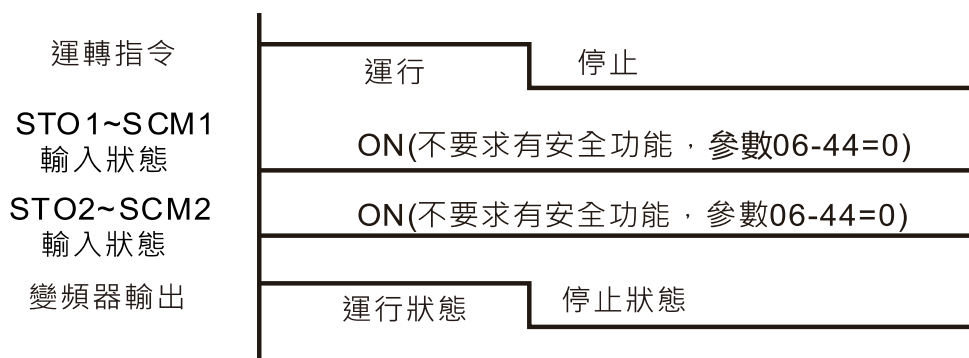 運轉指令
運行
停止
STO1~SCM1
輸入狀態
ON(不要求有安全功能，參數06-44=0)
STO2~SCM2
輸入狀態
ON(不要求有安全功能，參數06-44=0)
變頻器輸出
運行狀態
停止狀態